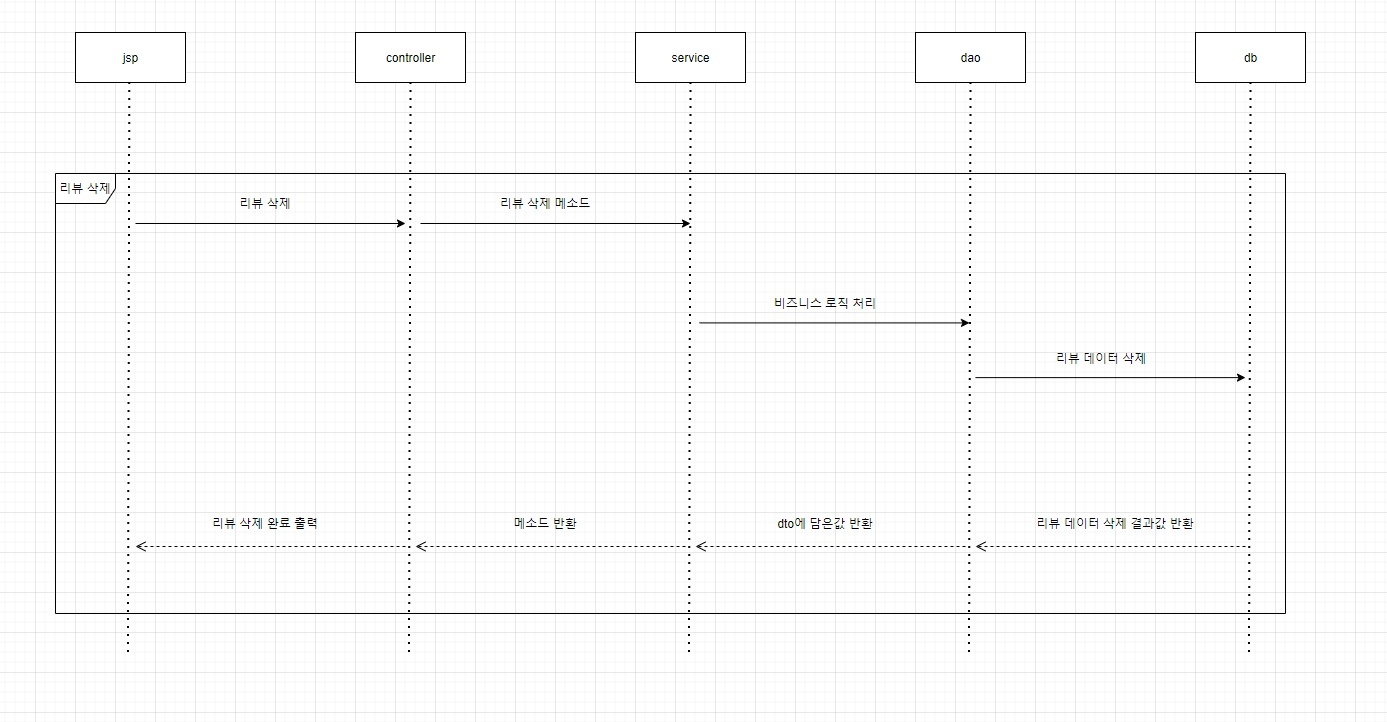 jsp
controller
service
dao
db
리뷰 삭제
리뷰 삭제
리뷰 삭제 메소드
비즈니스 로직 처리
리뷰 데이터 삭제
리뷰 삭제 완료 출력
메소드 반환
dto에 담은값 반환
리뷰 데이터 삭제 결과값 반환